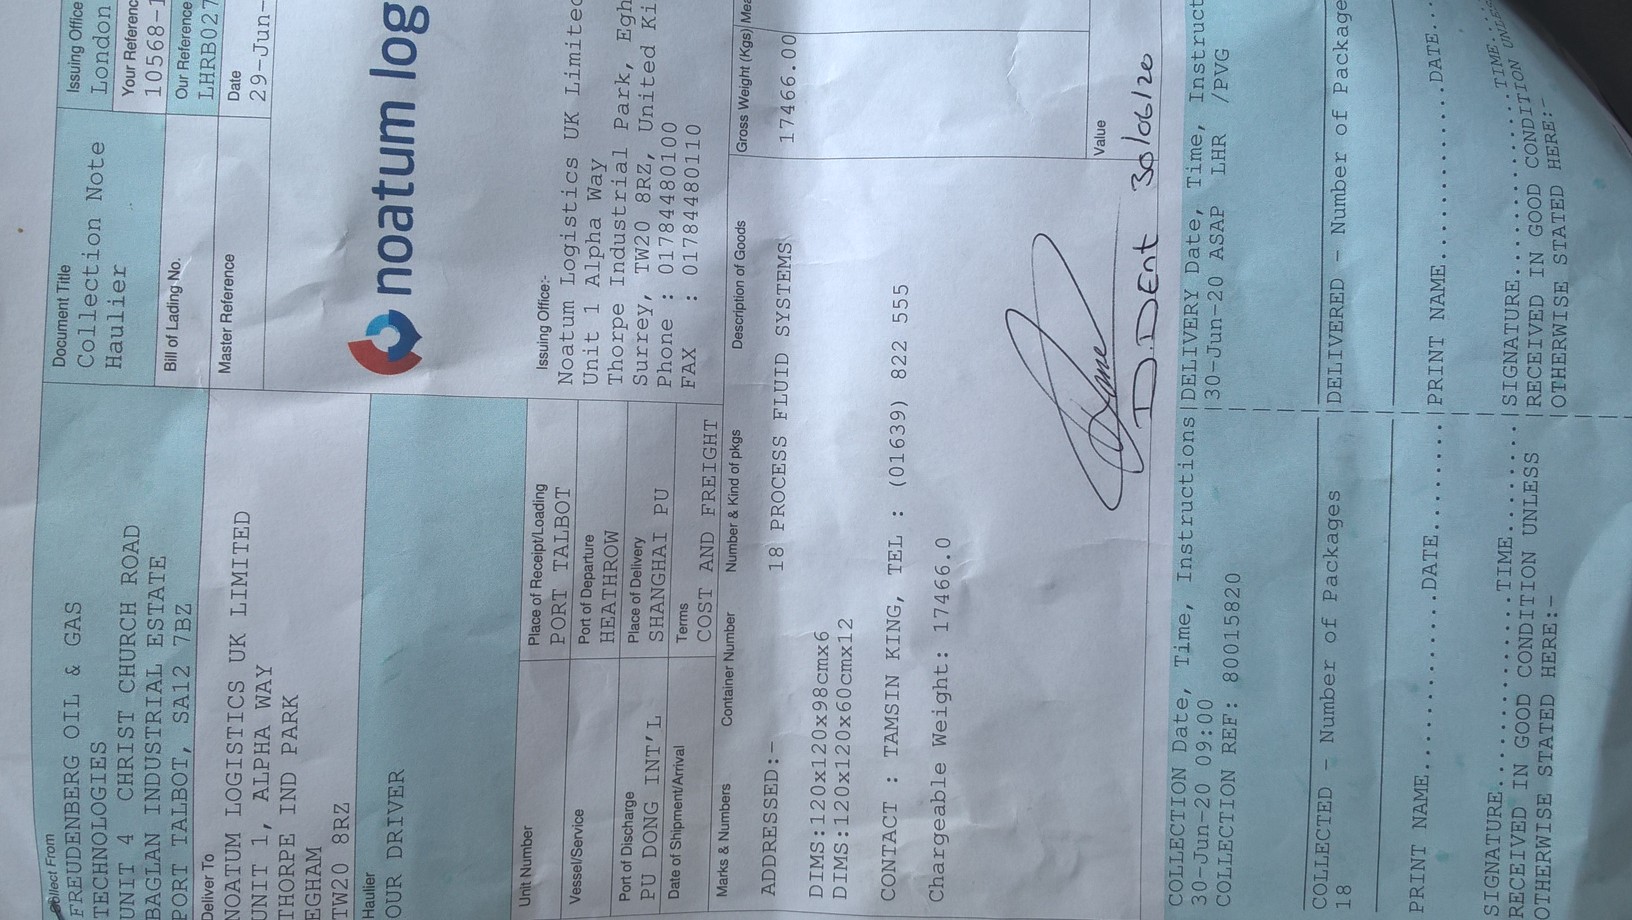 Collect From
FREUDENBERG OIL & GAS
TECHNOLOGIES
UNIT 4 CHRIST CHURCH ROAD
BAGLAN INDUSTRIAL ESTATE
PORT TALBOT, SA12 7BZ
Document Title
Collection Note
Haulier
Issuing Office
London
Your Referenc
10568-1
Bill of Lading No.
Our Reference
LHRB027
Master Reference
Date
29-Jun-
Deliver To
NOATUM LOGISTICS UK LIMITED
UNIT 1, ALPHA WAY
THORPE IND PARK
EGHAM
TW20 8RZ
Haulier
OUR DRIVER
noatum log
Unit Number
Place of Receipt/Loading
PORT TALBOT
Vessel/Service
Port of Departure
HEATHROW
Port of Discharge
PU DONG INT'L
Place of Delivery
SHANGHAI PU
Date of Shipment/Arrival
Terms
COST AND FREIGHT
Issuing Office:-
Noatum Logistics UK Limited
Unit 1 Alpha Way
Thorpe Industrial Park, Egh
Surrey, TW20 8RZ, United Ki
Phone : 01784480100
FAX : 01784480110
Marks & Numbers Container Number Number & Kind of pkgs Description of Goods Gross Weight (Kgs) Mea
ADDRESSED:- 18 PROCESS FLUID SYSTEMS 17466.00
DIMS:120x120x98cmx6
DIMS:120x120x60cmx12
CONTACT : TAMSIN KING, TEL : (01639) 822 555
Chargeable Weight: 17466.0
Value
D.DEnt 30/06/20
COLLECTION Date, Time, Instructions
30-Jun-20 09:00
COLLECTION REF: 80015820
DELIVERY Date, Time, Instruct
30-Jun-20 ASAP LHR /PVG
COLLECTED - Number of Packages
18
DELIVERED - Number of Package
PRINT NAME.............DATE........
PRINT NAME.............DATE...
SIGNATURE..............TIME........
RECEIVED IN GOOD CONDITION UNLESS
OTHERWISE STATED HERE:-
SIGNATURE..............TIME....
RECEIVED IN GOOD CONDITION UNLESS
OTHERWISE STATED HERE:-